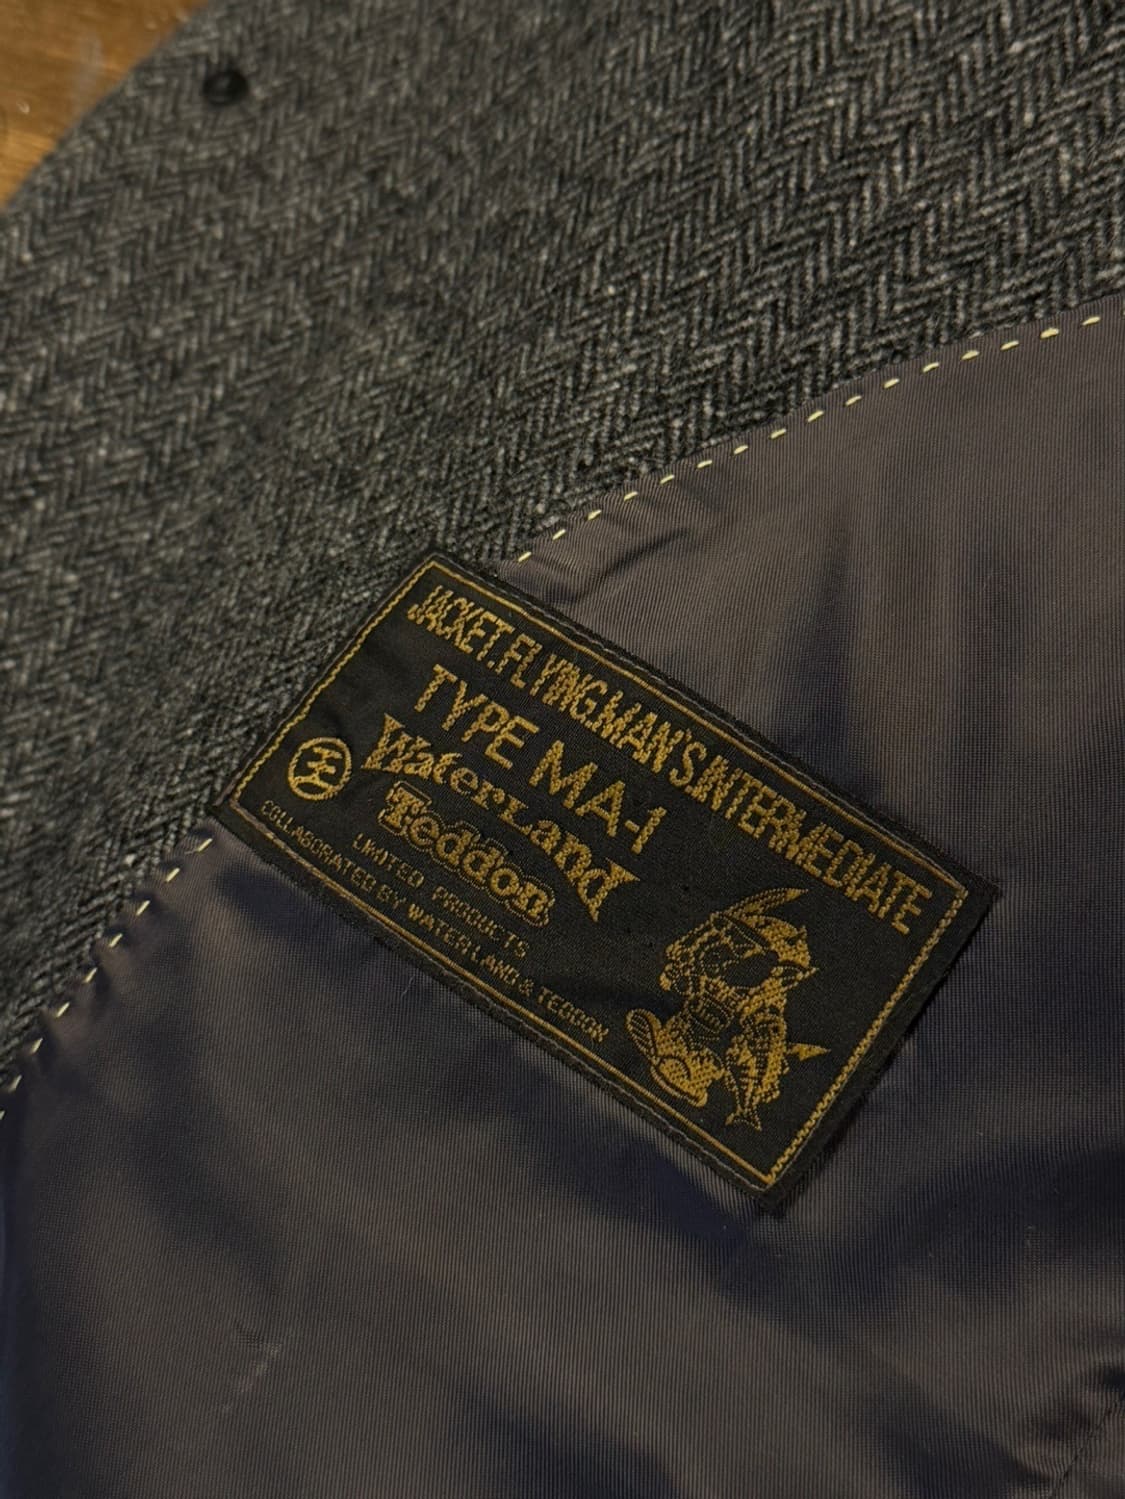 JACKET.FLYING.MAN'S.INTERMEDIATE
TYPE MA-1
WaterLand
Teddon
LIMITED PRODUCTS
COLLABORATED BY WATERLAND & TEDDON